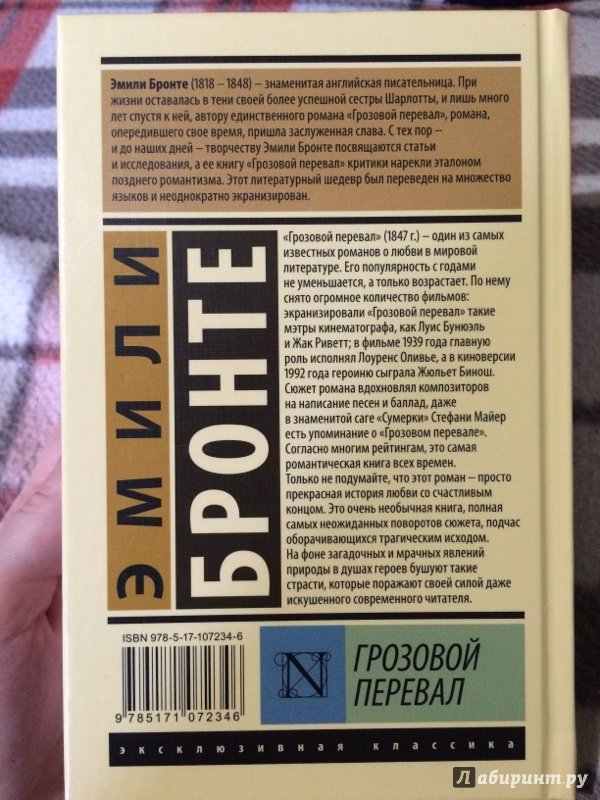 Эмили Бронте (1818 – 1848) – знаменитая английская писательница. При
жизни оставалась в тени своей более успешной сестры Шарлотты, и лишь много
лет спустя к ней, автору единственного романа «Грозовой перевал», романа,
опередившего свое время, пришла заслуженная слава. С тех пор –
и до наших дней – творчеству Эмили Бронте посвящаются статьи
и исследования, а ее книгу «Грозовой перевал» критики нарекли эталоном
позднего романтизма. Этот литературный шедевр был переведен на множество
языков и неоднократно экранизирован.
ЭМИЛИ
БРОНТЕ
«Грозовой перевал» (1847 г.) – один из самых
известных романов о любви в мировой
литературе. Его популярность с годами
не уменьшается, а только возрастает. По нему
снято огромное количество фильмов:
экранизировали «Грозовой перевал» такие
мэтры кинематографа, как Луис Бунюэль
и Жак Риветт; в фильме 1939 года главную
роль исполнял Лоуренс Оливье, а в киноверсии
1992 года героиню сыграла Жюльет Бинош.
Сюжет романа вдохновлял композиторов
на написание песен и баллад, даже
в знаменитой саге «Сумерки» Стефани Майер
есть упоминание о «Грозовом перевале».
Согласно многим рейтингам, это самая
романтическая книга всех времен.
Только не подумайте, что этот роман – просто
прекрасная история любви со счастливым
концом. Это очень необычная книга, полная
самых неожиданных поворотов сюжета, подчас
оборачивающихся трагическим исходом.
На фоне загадочных и мрачных явлений
природы в душах героев бушуют такие
страсти, которые поражают своей силой даже
искушенного современного читателя.
ISBN 978-5-17-107234-6
9 785171 072346
N
ГРОЗОВОЙ
ПЕРЕВАЛ
эксклюзивная классика
Лабиринт.ру